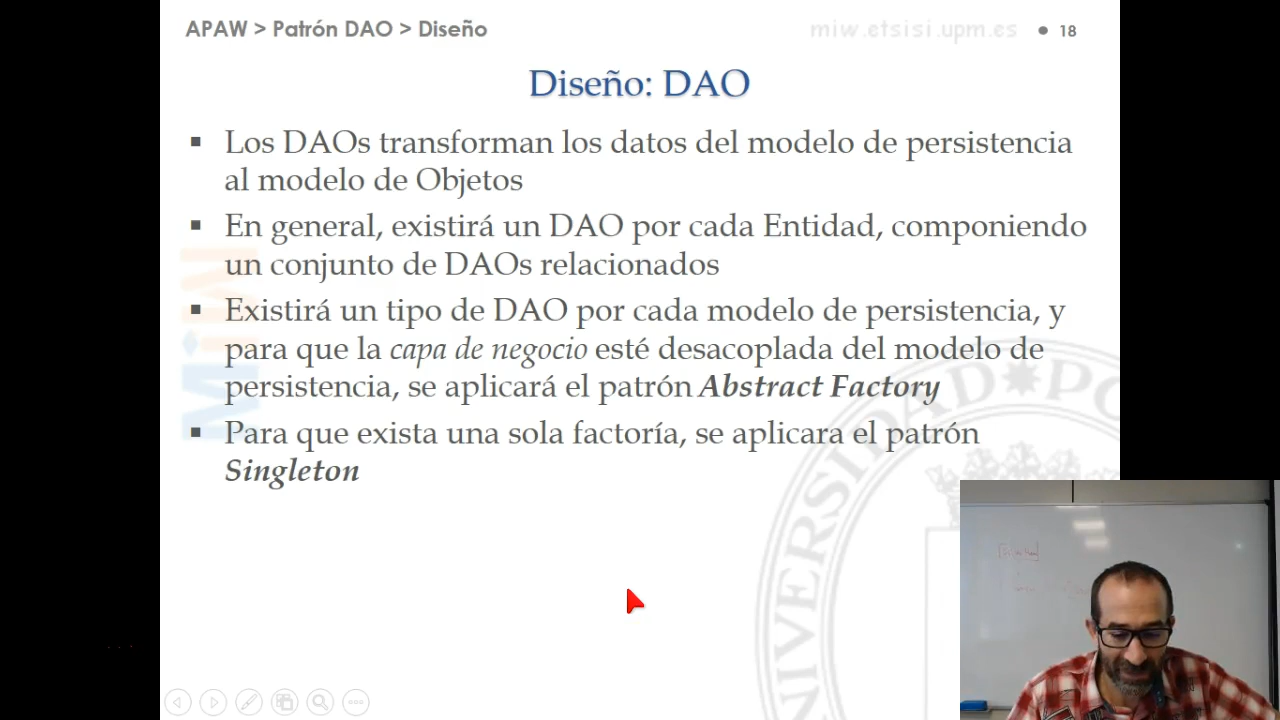 APAW > Patrón DAO > Diseño
miw.etsisi.upm.es
18
Diseño: DAO
Los DAOs transforman los datos del modelo de persistencia
al modelo de Objetos
En general, existirá un DAO por cada Entidad, componiendo
un conjunto de DAOs relacionados
Existirá un tipo de DAO por cada modelo de persistencia, y
para que la capa de negocio esté desacoplada del modelo de
persistencia, se aplicará el patrón Abstract Factory
Para que exista una sola factoría, se aplicara el patrón
Singleton
MiW
UNIVERSIDAD